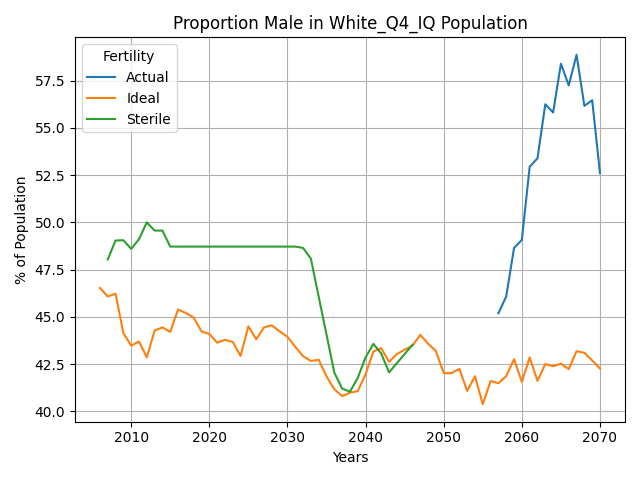 Proportion Male in White_Q4_IQ Population
Fertility
Actual
Ideal
Sterile
57.5
55.0
52.5
50.0
47.5
45.0
42.5
40.0
% of Population
2010
2020
2030
2040
2050
2060
2070
Years